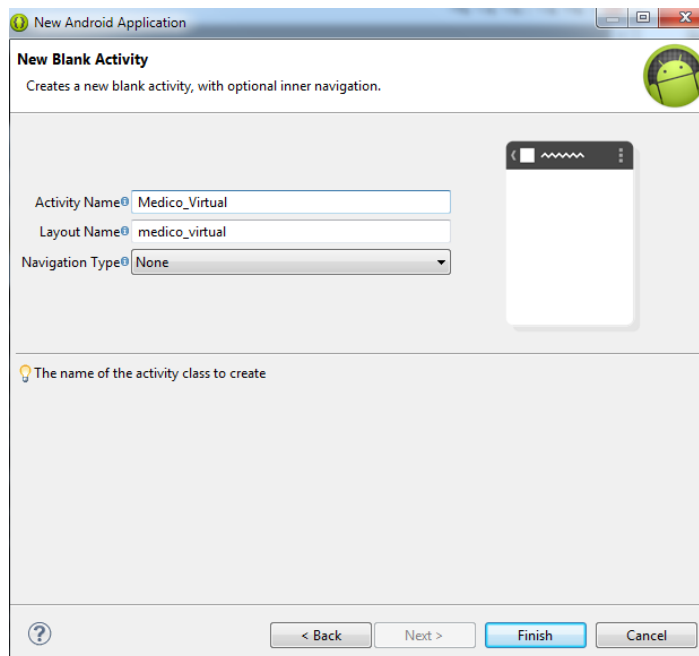 New Android Application
New Blank Activity
Creates a new blank activity, with optional inner navigation.
Activity Name Medico_Virtual
Layout Name medico_virtual
Navigation Type None
The name of the activity class to create
< Back Next > Finish Cancel